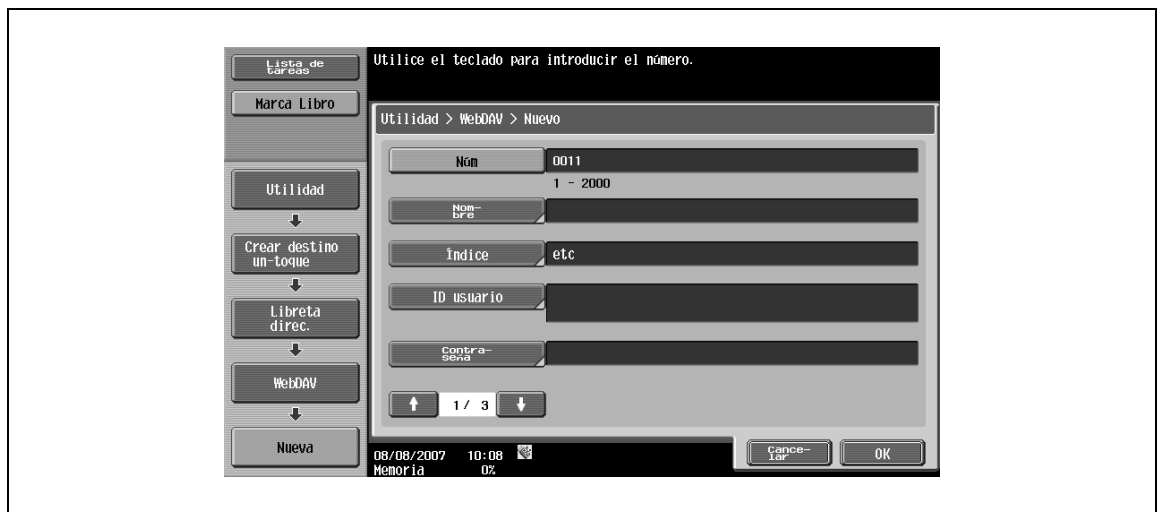 Lista de
tareas
Utilice el teclado para introducir el número.
Marca Libro
Utilidad > WebDAV > Nuevo
Núm
0011
1 - 2000
Utilidad
Nom-
bre
Crear destino
un-toque
Índice
etc
ID usuario
Libreta
direc.
Contra-
seña
WebDAV
1/ 3
Nueva
08/08/2007 10:08
Memoria 0%
Cance-
lar
OK